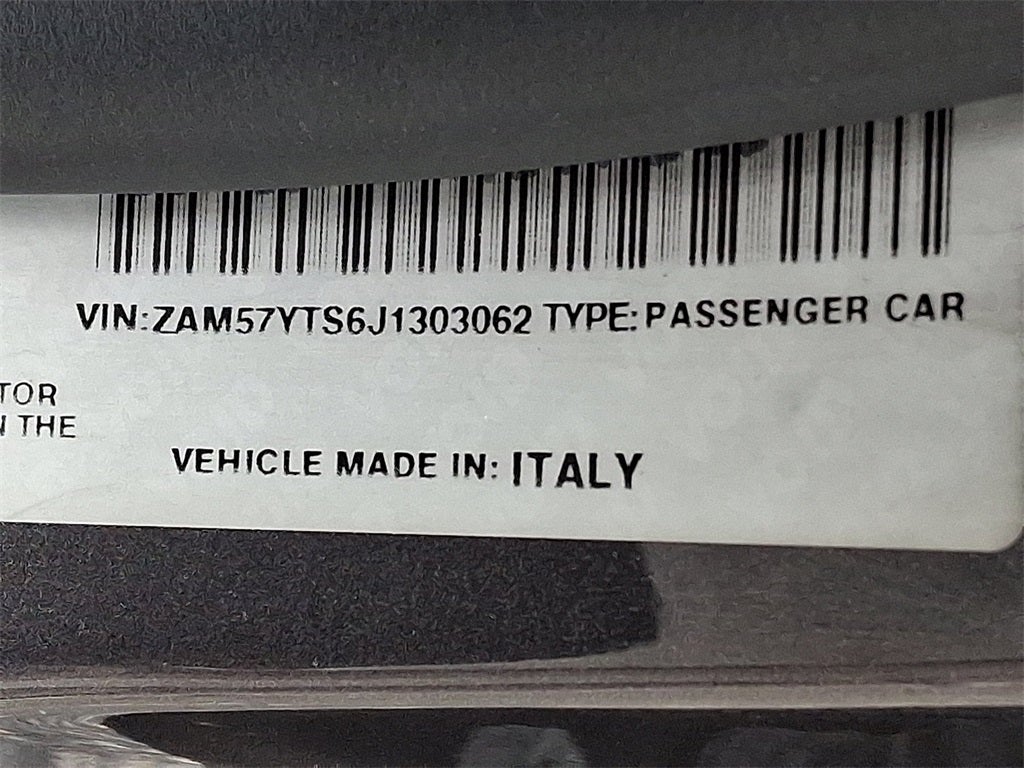 VIN:ZAM57YTS6J1303062 TYPE:PASSENGER CAR
TOR
THE
VEHICLE MADE IN: ITALY